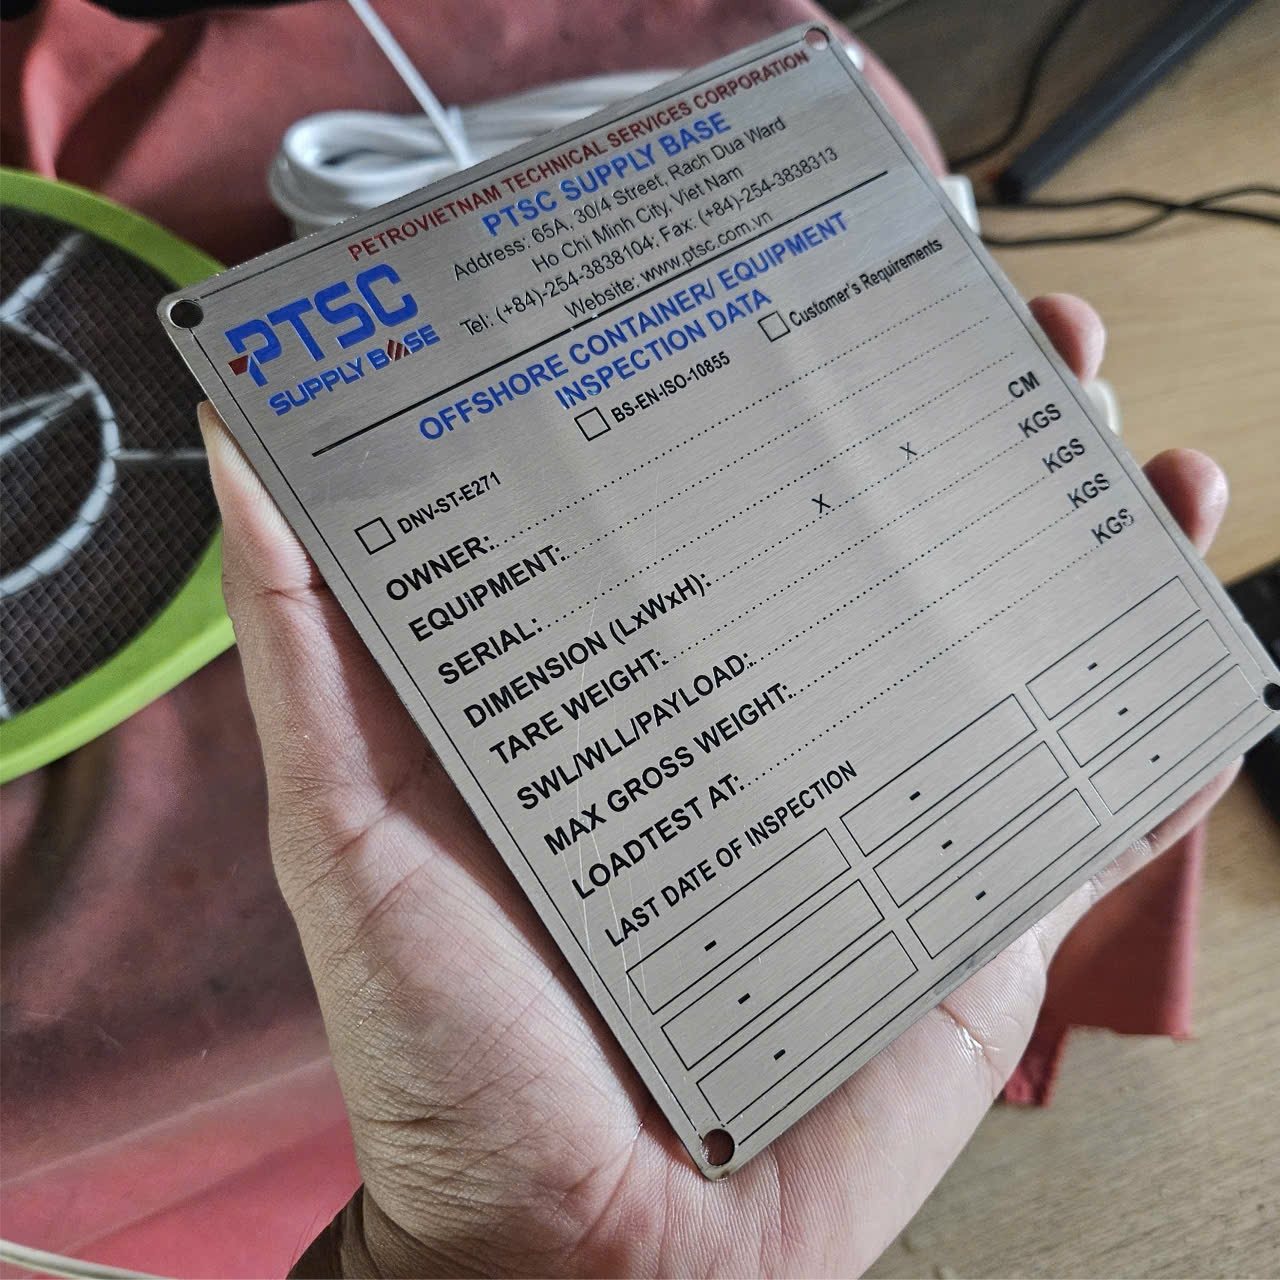 PETROVIETNAM TECHNICAL SERVICES CORPORATION
PTSC SUPPLY BASE
Address: 65A, 30/4 Street, Rach Dua Ward
Ho Chi Minh City, Viet Nam
Tel: (+84)-254-3838104; Fax: (+84)-254-3838313
Website: www.ptsc.com.vn
PTSC
SUPPLY BASE
OFFSHORE CONTAINER/ EQUIPMENT
INSPECTION DATA
DNV-ST-E271 BS-EN-ISO-10855 Customer's Requirements
OWNER:
EQUIPMENT:
SERIAL:
DIMENSION (LxWxH): X X CM
TARE WEIGHT: KGS
SWL/WLL/PAYLOAD: KGS
MAX GROSS WEIGHT: KGS
LOADTEST AT: KGS
LAST DATE OF INSPECTION
- - -
- - -
- - -